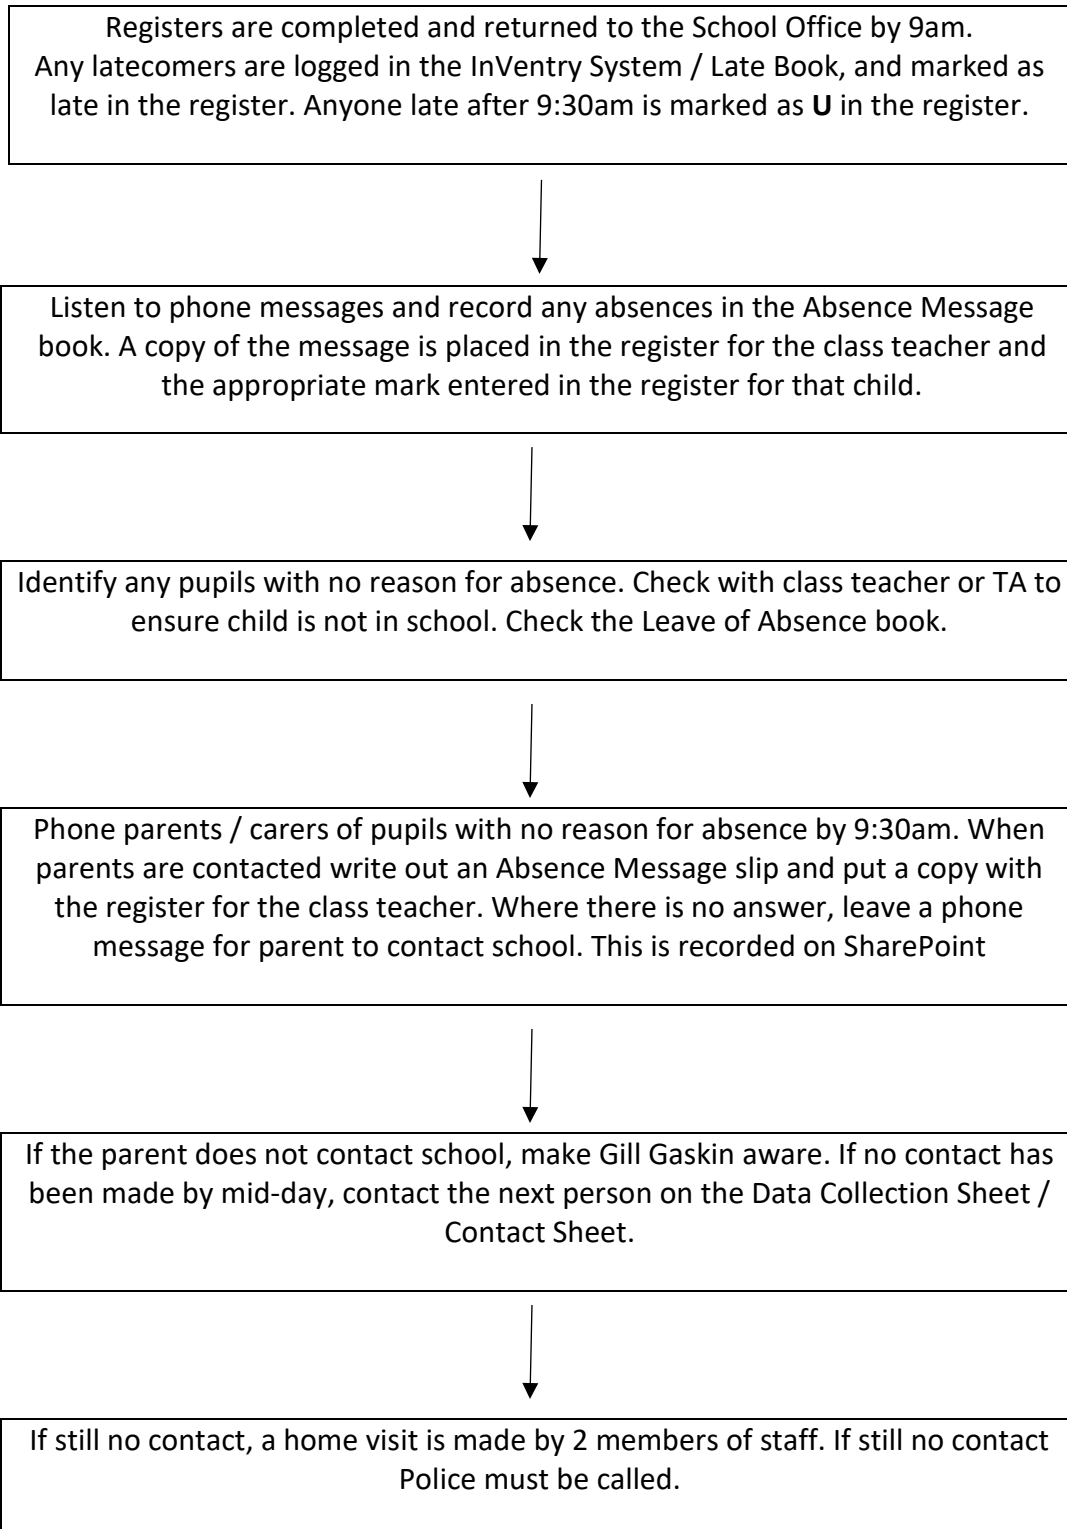 Registers are completed and returned to the School Office by 9am.
Any latecomers are logged in the InVentry System / Late Book, and marked as
late in the register. Anyone late after 9:30am is marked as U in the register.
Listen to phone messages and record any absences in the Absence Message
book. A copy of the message is placed in the register for the class teacher and
the appropriate mark entered in the register for that child.
Identify any pupils with no reason for absence. Check with class teacher or TA to
ensure child is not in school. Check the Leave of Absence book.
Phone parents / carers of pupils with no reason for absence by 9:30am. When
parents are contacted write out an Absence Message slip and put a copy with
the register for the class teacher. Where there is no answer, leave a phone
message for parent to contact school. This is recorded on SharePoint
If the parent does not contact school, make Gill Gaskin aware. If no contact has
been made by mid-day, contact the next person on the Data Collection Sheet /
Contact Sheet.
If still no contact, a home visit is made by 2 members of staff. If still no contact
Police must be called.